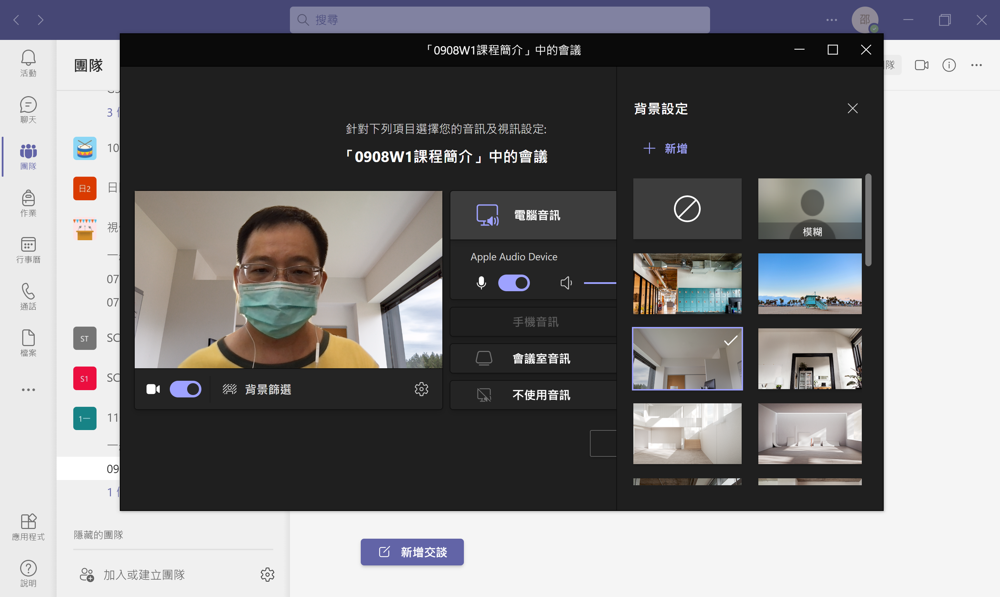 搜尋
邵
「0908W1課程簡介」中的會議
活動
聊天
團隊
作業
行事曆
通話
檔案
應用程式
說明
團隊
3
10
日2
日
視
一
07
07
ST
SC
S1
SC
1一
11
一
09
1
隱藏的團隊
加入或建立團隊
針對下列項目選擇您的音訊及視訊設定:
「0908W1課程簡介」中的會議
背景篩選
電腦音訊
Apple Audio Device
手機音訊
會議室音訊
不使用音訊
背景設定
新增
模糊
隊
新增交談